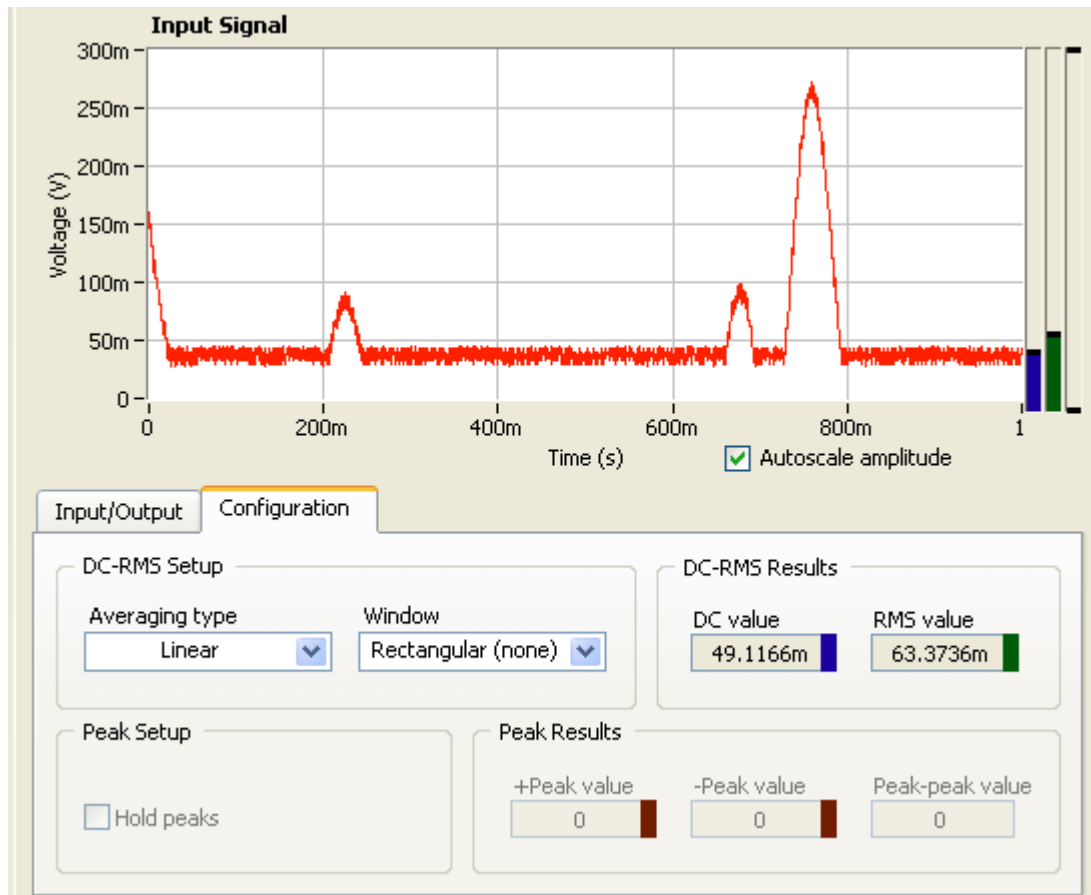 Input Signal
300m
250m
200m
150m
100m
50m
0
Voltage (V)
0 200m 400m 600m 800m 1
Time (s)
Autoscale amplitude
Input/Output Configuration
DC-RMS Setup DC-RMS Results
Averaging type Window DC value RMS value
Linear Rectangular (none) 49.1166m 63.3736m
Peak Setup Peak Results
+Peak value -Peak value Peak-peak value
Hold peaks 0 0 0